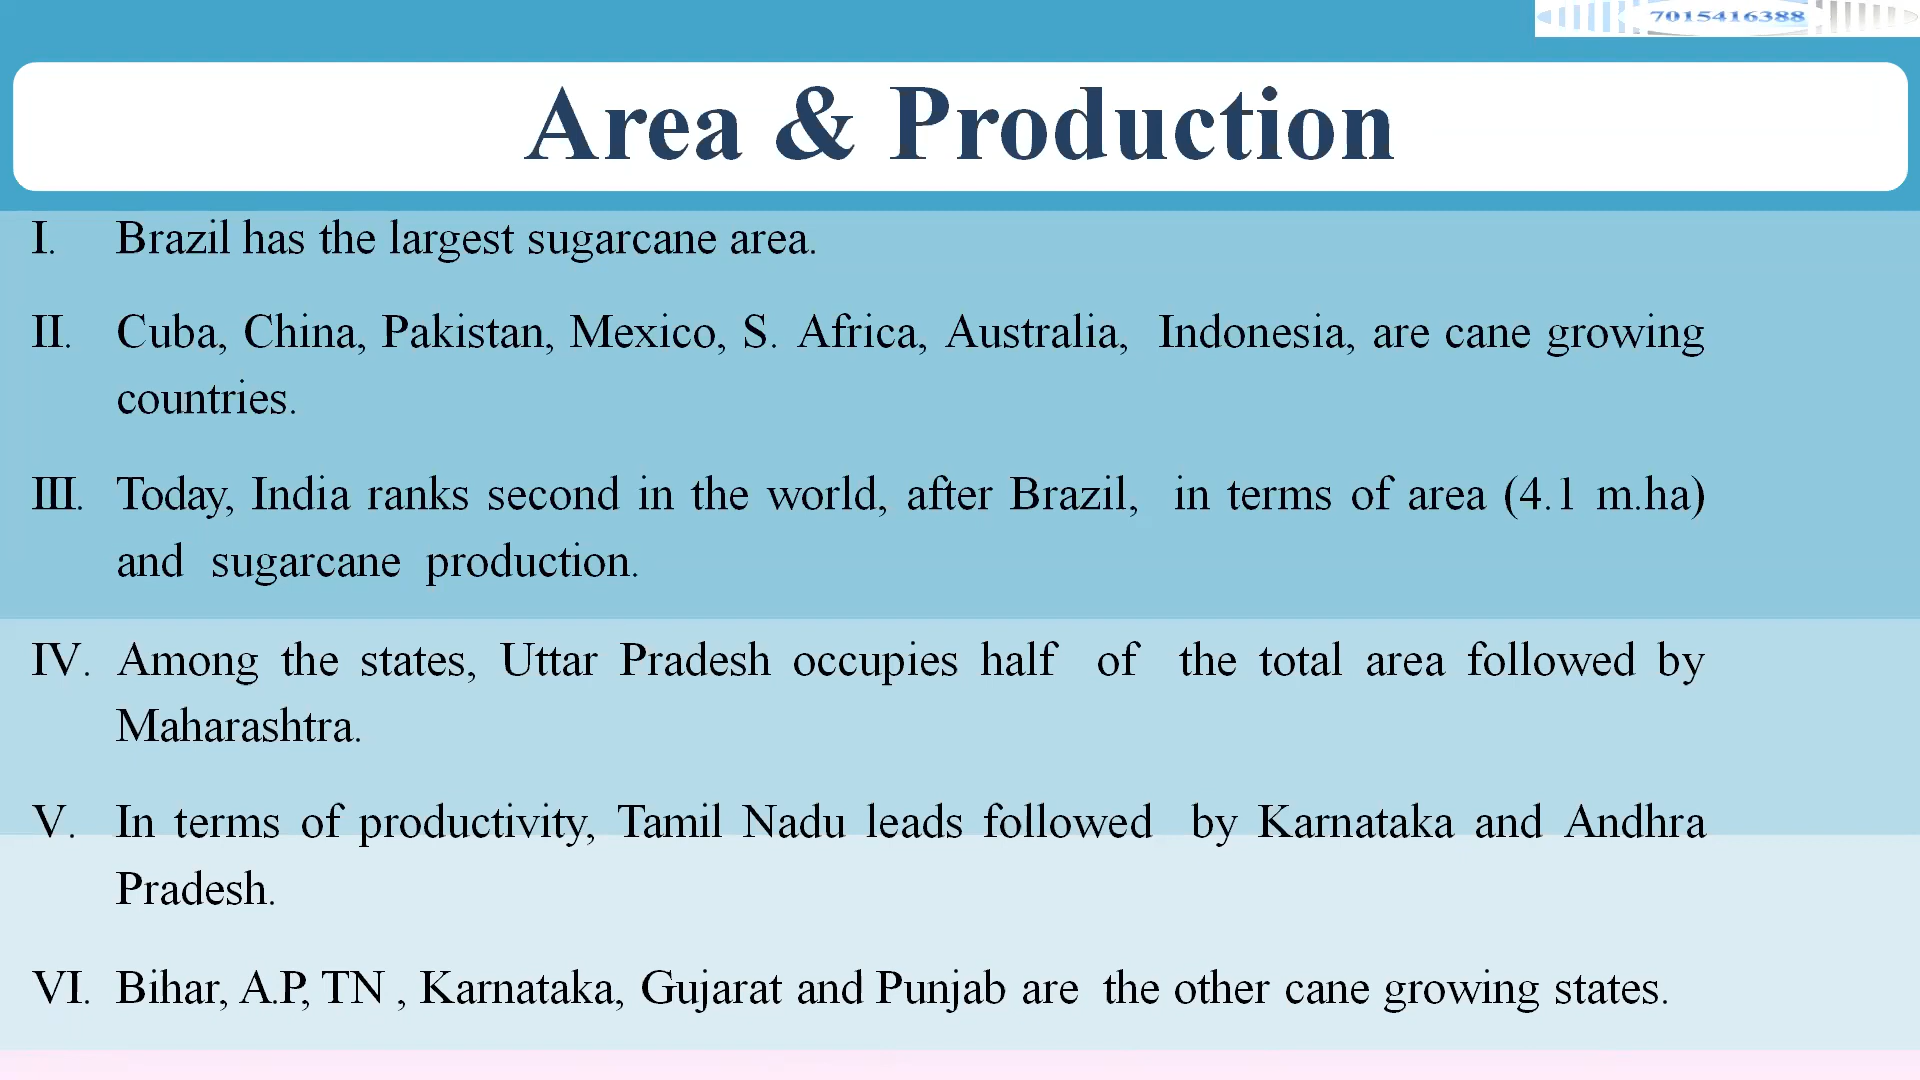 7015416388
Area & Production
I. Brazil has the largest sugarcane area.
II. Cuba, China, Pakistan, Mexico, S. Africa, Australia, Indonesia, are cane growing
countries.
III. Today, India ranks second in the world, after Brazil, in terms of area (4.1 m.ha)
and sugarcane production.
IV. Among the states, Uttar Pradesh occupies half of the total area followed by
Maharashtra.
V. In terms of productivity, Tamil Nadu leads followed by Karnataka and Andhra
Pradesh.
VI. Bihar, A.P, TN , Karnataka, Gujarat and Punjab are the other cane growing states.